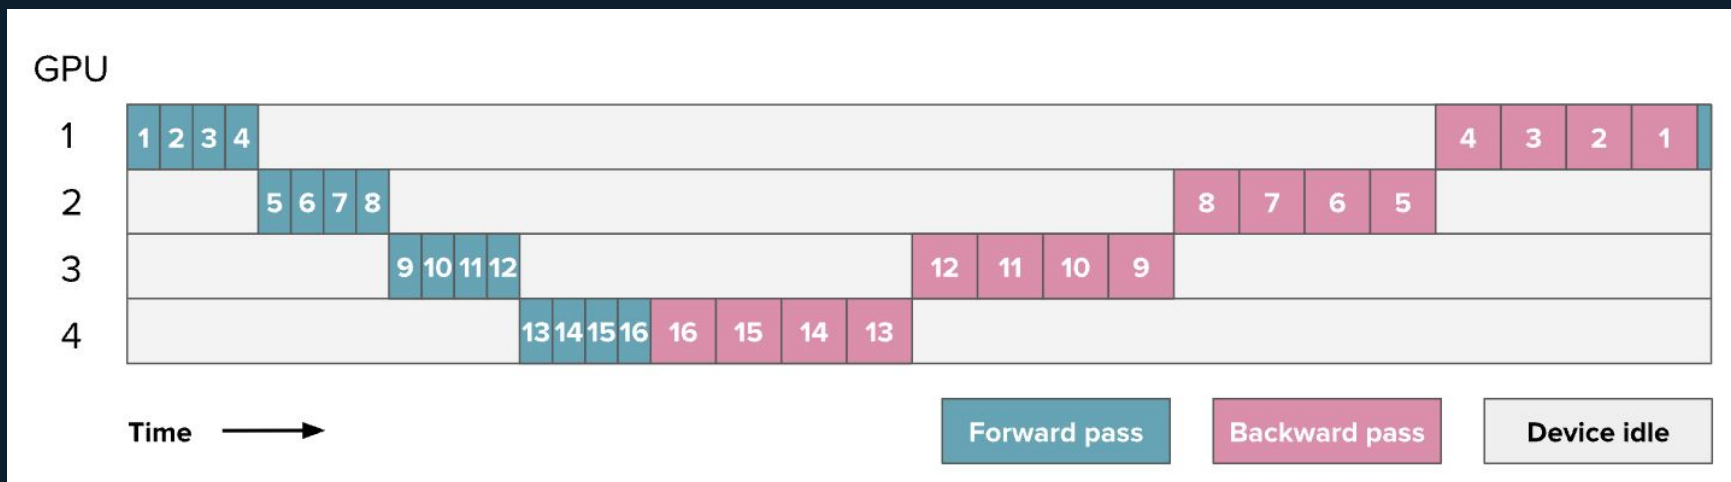 GPU
1 1 2 3 4 4 3 2 1
2 5 6 7 8 8 7 6 5
3 9 10 11 12 12 11 10 9
4 13 14 15 16 16 15 14 13
Time Forward pass Backward pass Device idle